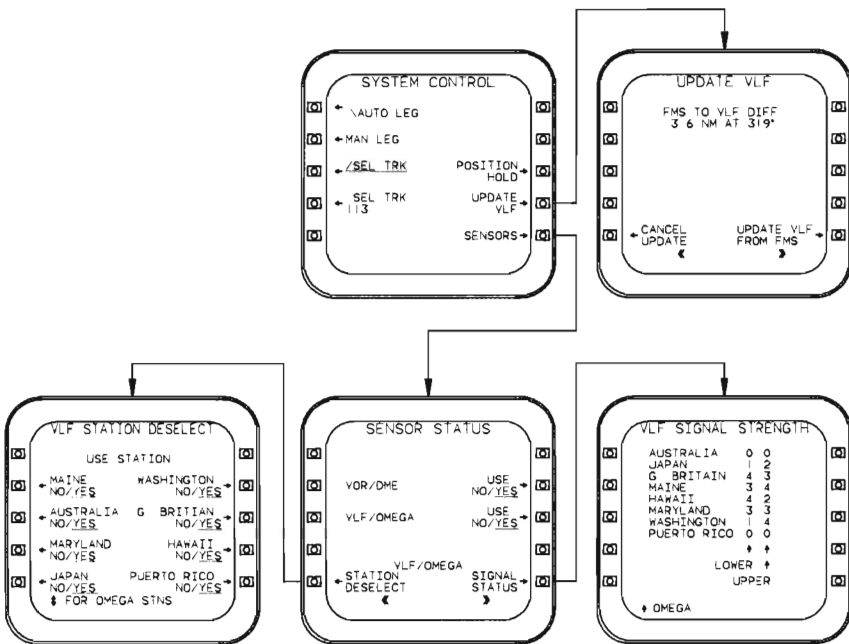 SYSTEM CONTROL
\AUTO LEG
MAN LEG
/SEL TRK
POSITION
HOLD
SEL TRK
113
UPDATE
VLF
SENSORS
UPDATE VLF
FMS TO VLF DIFF
3 6 NM AT 319°
CANCEL
UPDATE
UPDATE VLF
FROM FMS
VLF STATION DESELECT
USE STATION
MAINE WASHINGTON
NO/YES NO/YES
AUSTRALIA G BRITIAN
NO/YES NO/YES
MARYLAND HAWAII
NO/YES NO/YES
JAPAN PUERTO RICO
NO/YES NO/YES
FOR OMEGA STNS
SENSOR STATUS
VOR/DME USE
NO/YES
VLF/OMEGA USE
NO/YES
VLF/OMEGA
STATION
DESELECT
SIGNAL
STATUS
VLF SIGNAL STRENGTH
AUSTRALIA 0 0
JAPAN 1 2
G BRITAIN 4 3
MAINE 3 4
HAWAII 4 2
MARYLAND 3 3
WASHINGTON 1 4
PUERTO RICO 0 0
LOWER
UPPER
OMEGA